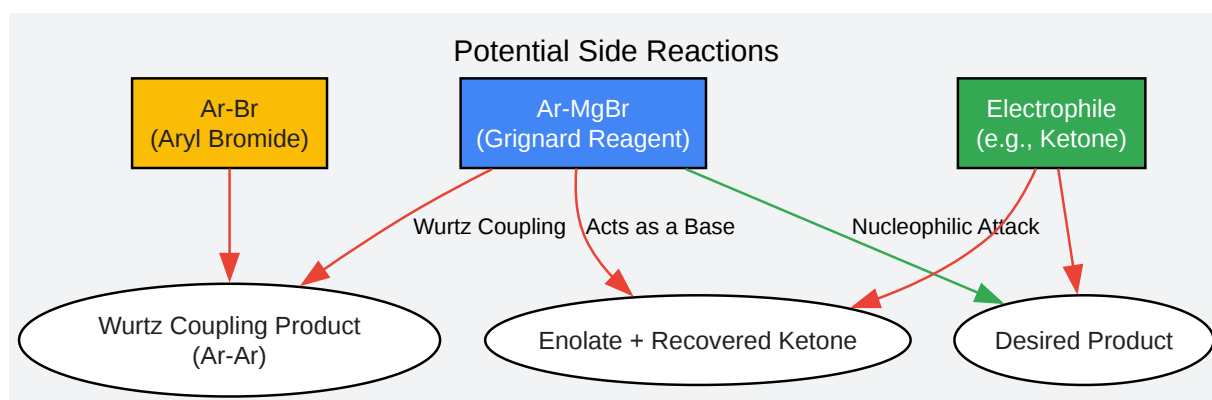 Potential Side Reactions
Ar-Br
(Aryl Bromide)
Ar-MgBr
(Grignard Reagent)
Electrophile
(e.g., Ketone)
Wurtz Coupling
Acts as a Base
Nucleophilic Attack
Wurtz Coupling Product
(Ar-Ar)
Enolate + Recovered Ketone
Desired Product